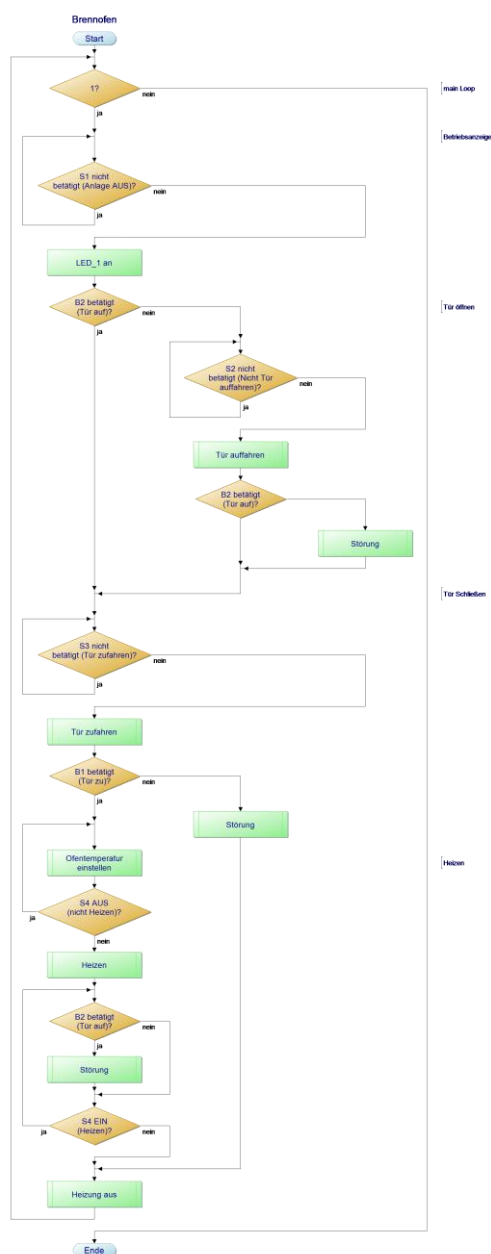 Brennofen
Start
1?
nein
main Loop
ja
Betriebsanzeige
S1 nicht
betätigt (Anlage AUS)?
nein
ja
LED_1 an
B2 betätigt
(Tür auf)?
nein
Tür öffnen
ja
S2 nicht
betätigt (Nicht Tür
auffahren)?
nein
ja
Tür auffahren
B2 betätigt
(Tür auf)?
Störung
Tür Schließen
S3 nicht
betätigt (Tür zufahren)?
nein
ja
Tür zufahren
B1 betätigt
(Tür zu)?
nein
ja
Störung
Ofentemperatur
einstellen
Heizen
S4 AUS
(nicht Heizen)?
ja
nein
Heizen
B2 betätigt
(Tür auf)?
nein
ja
Störung
S4 EIN
(Heizen)?
ja
nein
Heizung aus
Ende